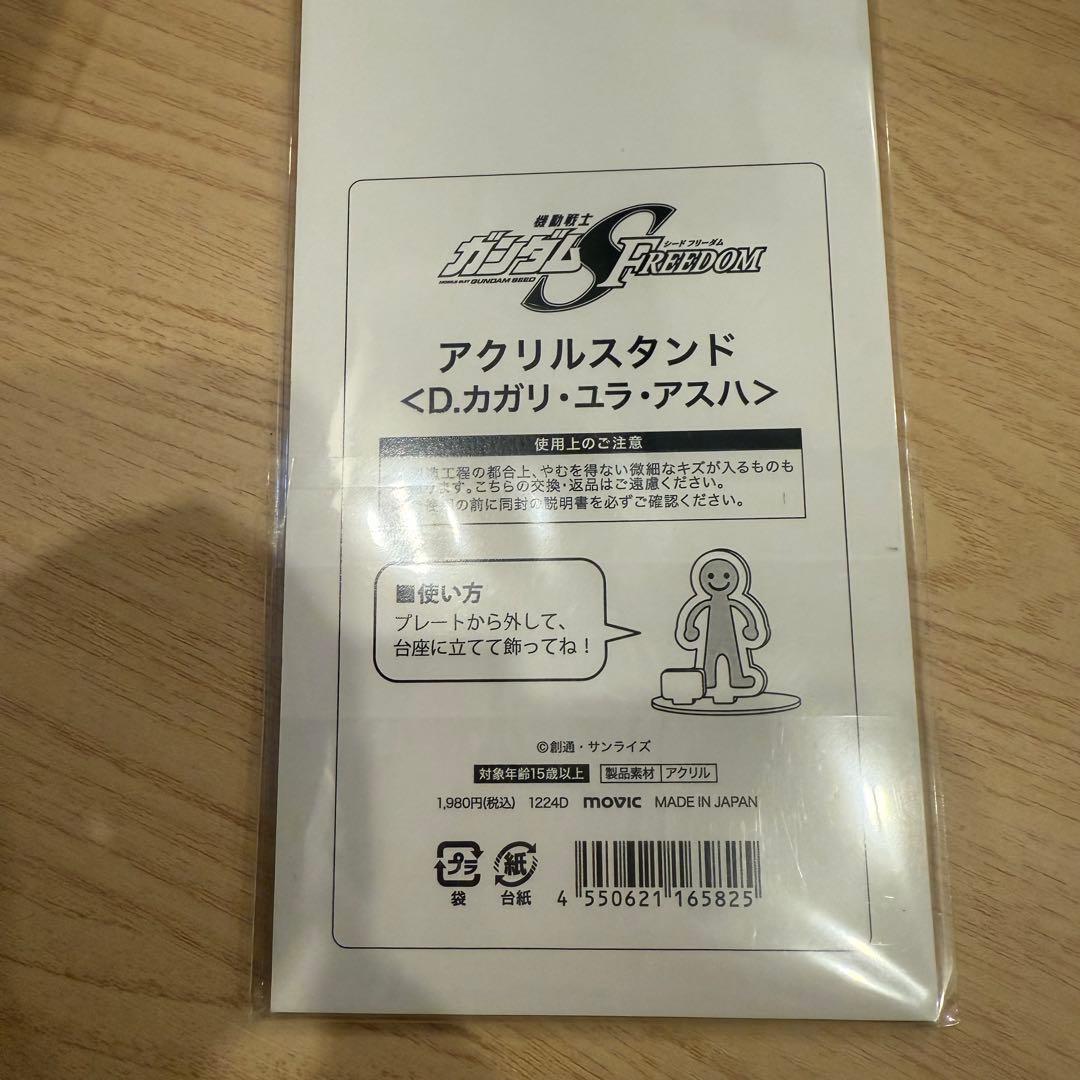 機動戦士
ガンダムSEED FREEDOM
シード フリーダム
MOBILE SUIT GUNDAM SEED
アクリルスタンド
<D.カガリ・ユラ・アスハ>
使用上のご注意
工程の都合上、やむを得ない微細なキズが入るものも
ます。こちらの交換・返品はご遠慮ください。
の前に同封の説明書を必ずご確認ください。
使い方
プレートから外して、
台座に立てて飾ってね!
©創通・サンライズ
対象年齢15歳以上 製品素材 アクリル
1,980円(税込) 1224D movic MADE IN JAPAN
プラ 紙
袋 台紙
4 550621 165825